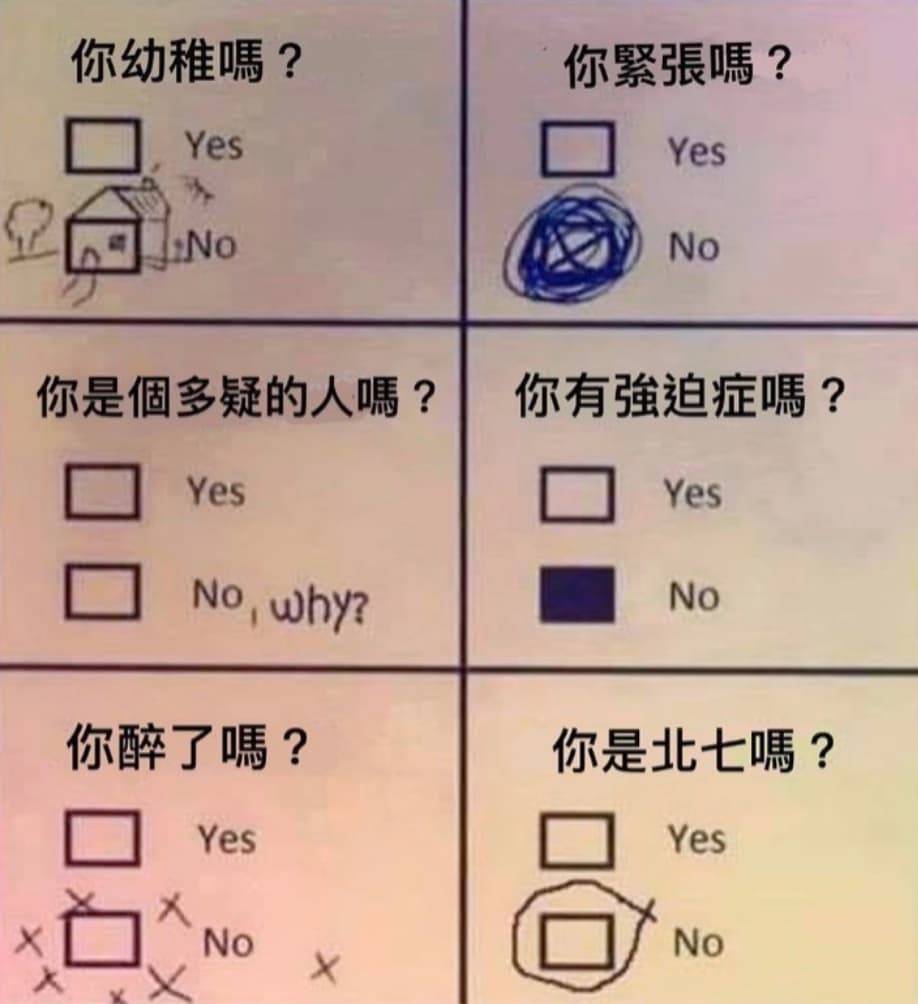 你幼稚嗎？
Yes
No
你緊張嗎？
Yes
No
你是個多疑的人嗎？
Yes
No, why?
你有強迫症嗎？
Yes
No
你醉了嗎？
Yes
No
你是北七嗎？
Yes
No